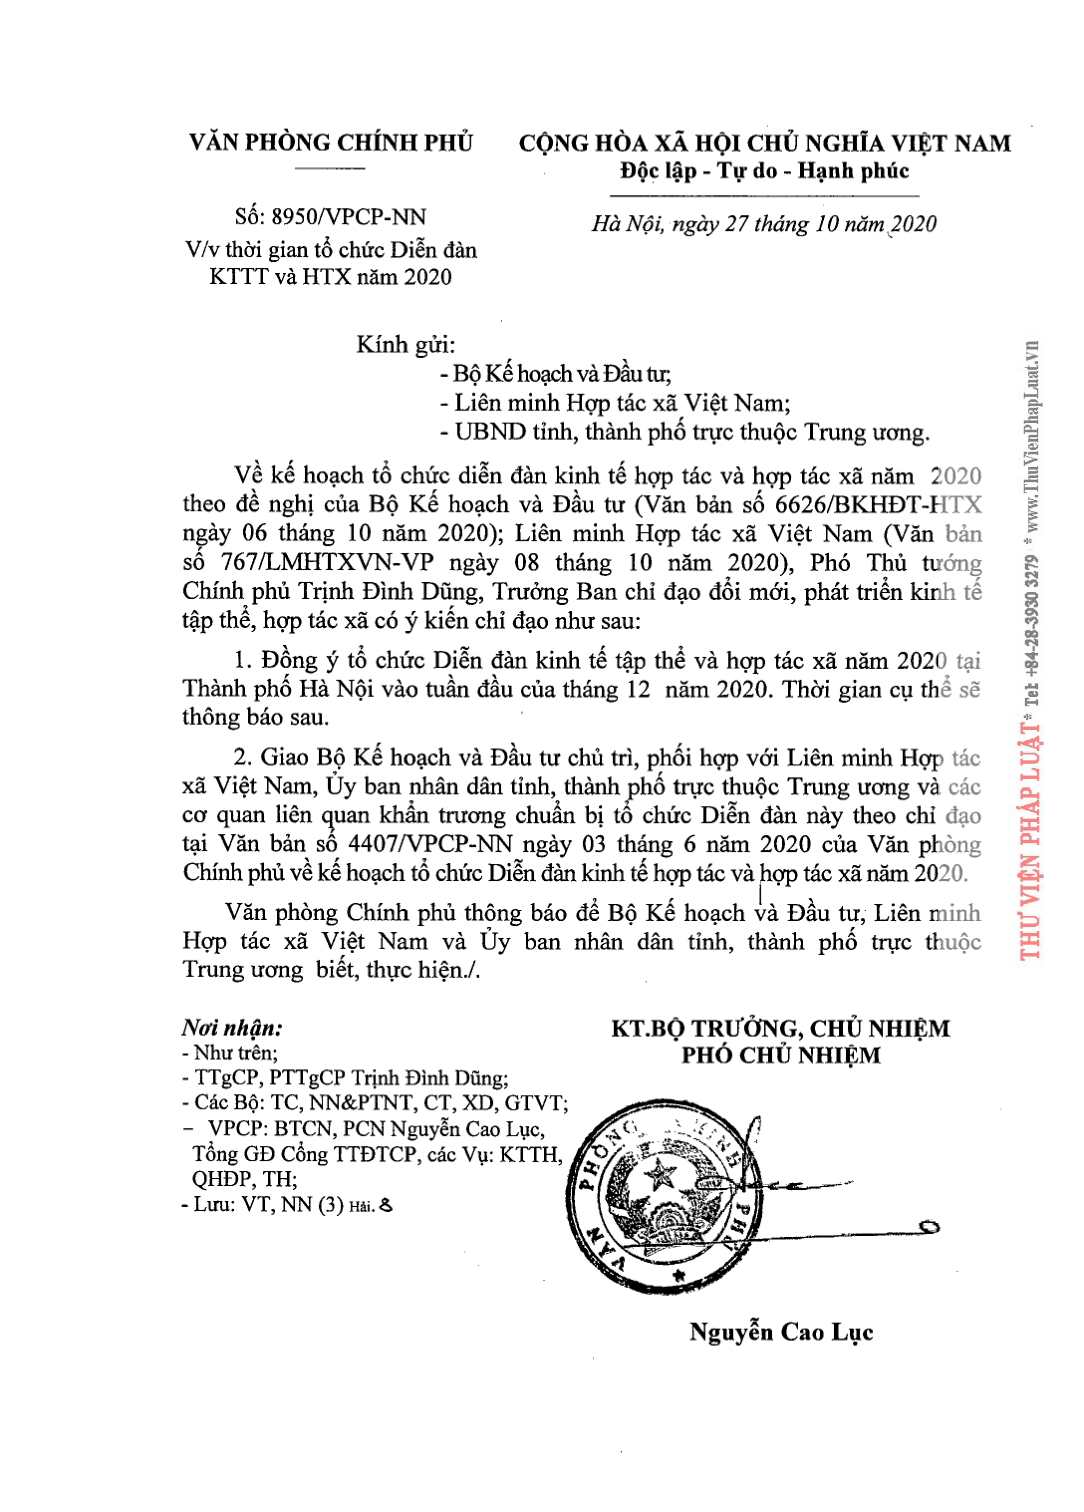 VĂN PHÒNG CHÍNH PHỦ
CỘNG HÒA XÃ HỘI CHỦ NGHĨA VIỆT NAM
Độc lập - Tự do - Hạnh phúc
Số: 8950/VPCP-NN
V/v thời gian tổ chức Diễn đàn
KTTT và HTX năm 2020
Hà Nội, ngày 27 tháng 10 năm 2020
Kính gửi:
- Bộ Kế hoạch và Đầu tư;
- Liên minh Hợp tác xã Việt Nam;
- UBND tỉnh, thành phố trực thuộc Trung ương.
Về kế hoạch tổ chức diễn đàn kinh tế hợp tác và hợp tác xã năm 2020
theo đề nghị của Bộ Kế hoạch và Đầu tư (Văn bản số 6626/BKHĐT-HTX
ngày 06 tháng 10 năm 2020); Liên minh Hợp tác xã Việt Nam (Văn bản
số 767/LMHTXVN-VP ngày 08 tháng 10 năm 2020), Phó Thủ tướng
Chính phủ Trịnh Đình Dũng, Trưởng Ban chỉ đạo đổi mới, phát triển kinh tế
tập thể, hợp tác xã có ý kiến chỉ đạo như sau:
1. Đồng ý tổ chức Diễn đàn kinh tế tập thể và hợp tác xã năm 2020 tại
Thành phố Hà Nội vào tuần đầu của tháng 12 năm 2020. Thời gian cụ thể sẽ
thông báo sau.
2. Giao Bộ Kế hoạch và Đầu tư chủ trì, phối hợp với Liên minh Hợp tác
xã Việt Nam, Ủy ban nhân dân tỉnh, thành phố trực thuộc Trung ương và các
cơ quan liên quan khẩn trương chuẩn bị tổ chức Diễn đàn này theo chỉ đạo
tại Văn bản số 4407/VPCP-NN ngày 03 tháng 6 năm 2020 của Văn phòng
Chính phủ về kế hoạch tổ chức Diễn đàn kinh tế hợp tác và hợp tác xã năm 2020.
Văn phòng Chính phủ thông báo để Bộ Kế hoạch và Đầu tư, Liên minh
Hợp tác xã Việt Nam và Ủy ban nhân dân tỉnh, thành phố trực thuộc
Trung ương biết, thực hiện./.
Nơi nhận:
- Như trên;
- TTgCP, PTTgCP Trịnh Đình Dũng;
- Các Bộ: TC, NN&PTNT, CT, XD, GTVT;
- VPCP: BTCN, PCN Nguyễn Cao Lục,
Tổng GĐ Cổng TTĐTCP, các Vụ: KTTH,
QHĐP, TH;
- Lưu: VT, NN (3) Hải.
KT.BỘ TRƯỞNG, CHỦ NHIỆM
PHÓ CHỦ NHIỆM
VĂN PHÒNG CHÍNH PHỦ
Nguyễn Cao Lục
THƯ VIỆN PHÁP LUẬT * Tel: +84-28-3930 3279 * www.ThuVienPhapLuat.vn